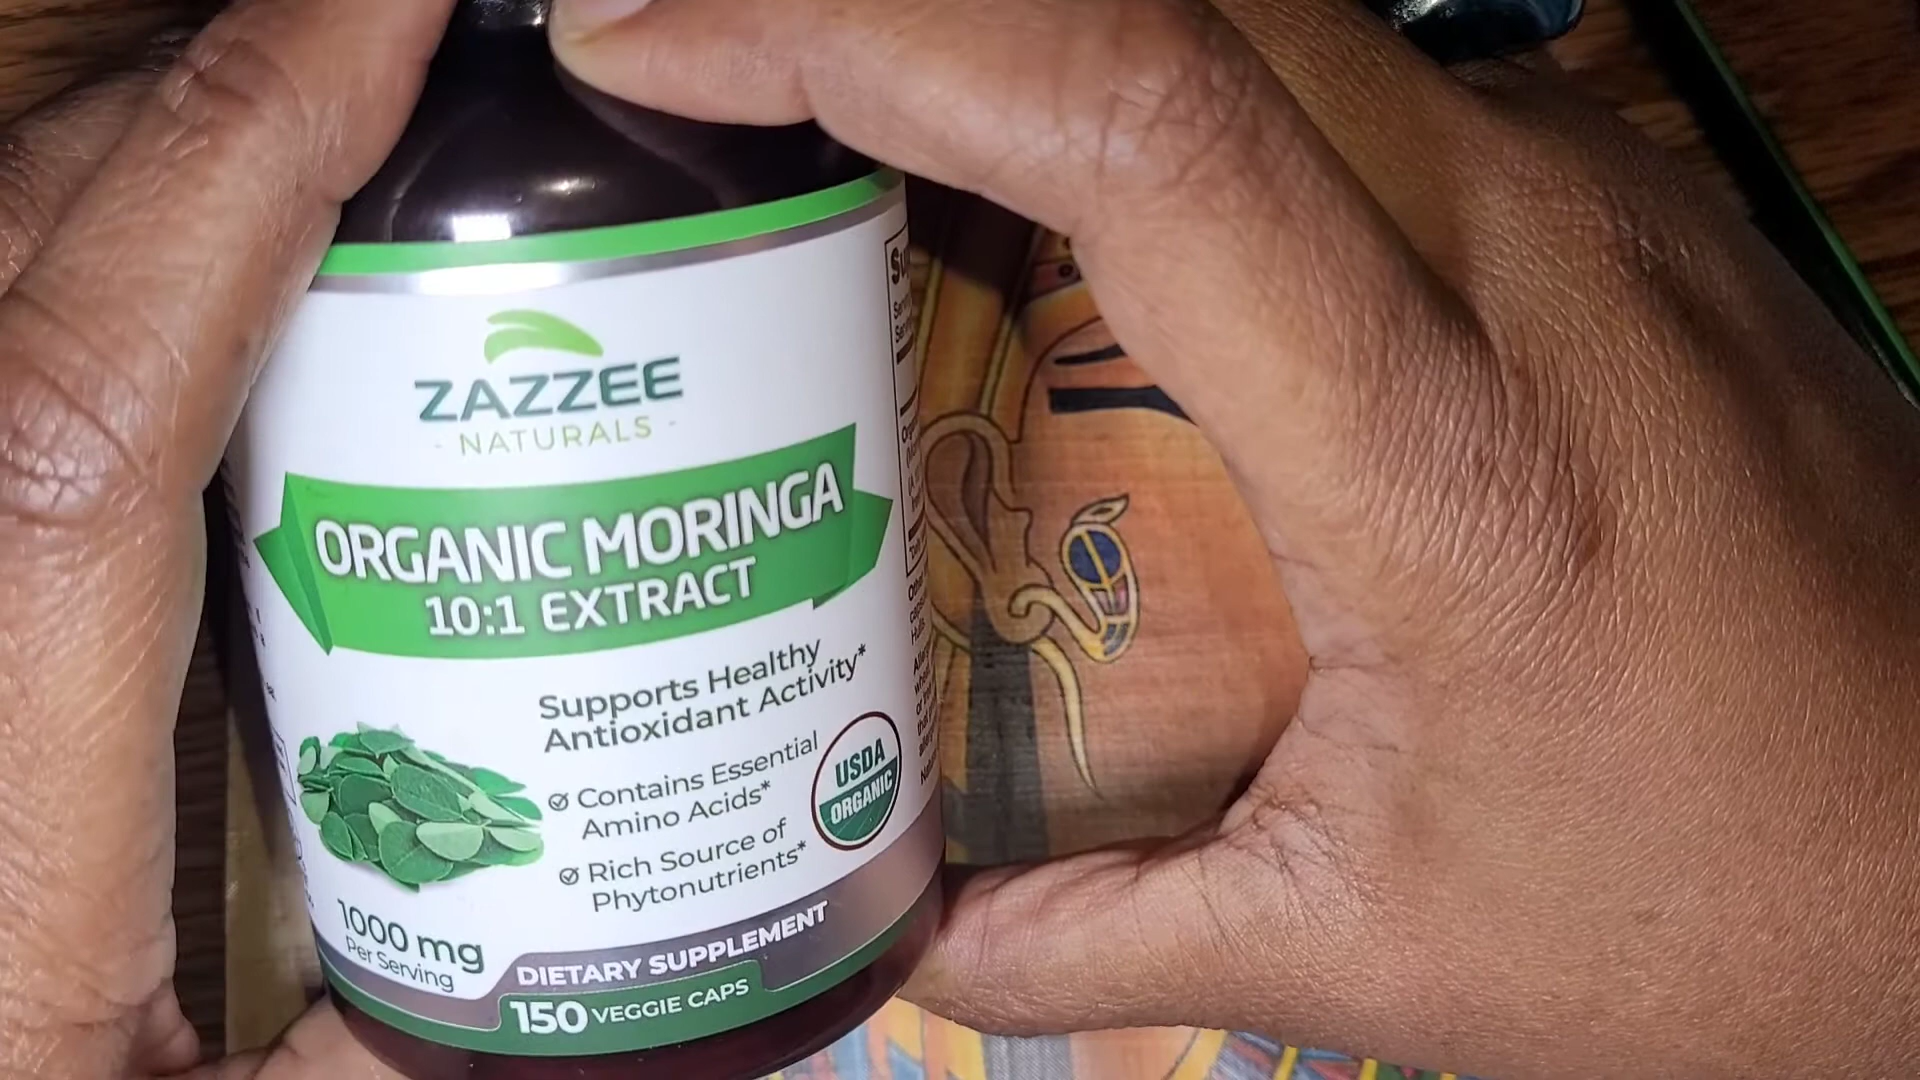 ZAZZEE
- NATURALS -
ORGANIC MORINGA
10:1 EXTRACT
Supports Healthy
Antioxidant Activity*
Contains Essential
Amino Acids*
Rich Source of
Phytonutrients*
USDA
ORGANIC
1000 mg
Per Serving
DIETARY SUPPLEMENT
150 VEGGIE CAPS